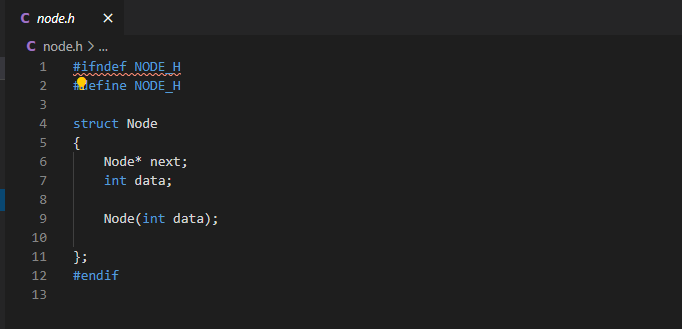 C node.h ×
C node.h > ...
1 #ifndef NODE_H
2 #define NODE_H
3
4 struct Node
5 {
6 Node* next;
7 int data;
8
9 Node(int data);
10
11 };
12 #endif
13